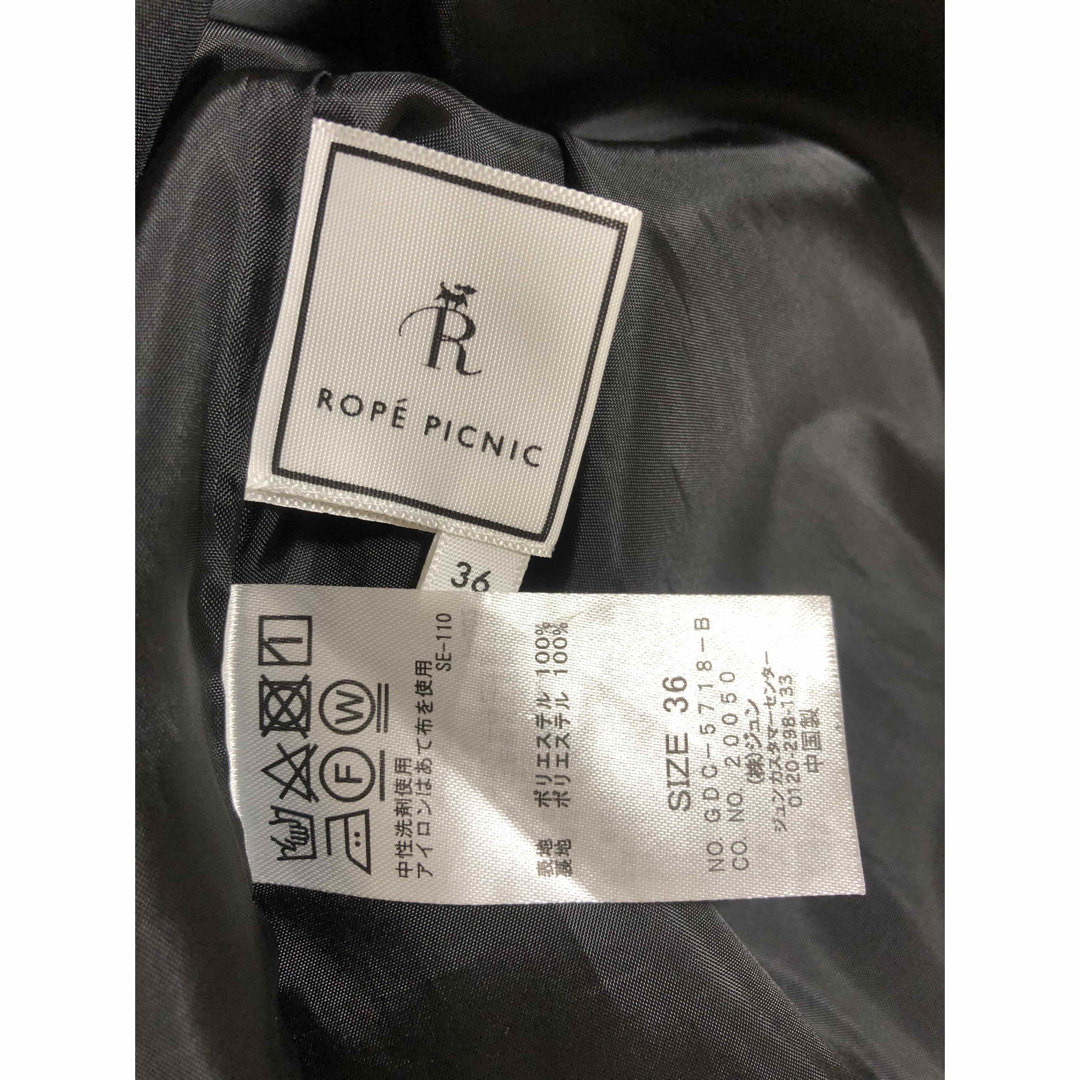 R
ROPÉ PICNIC
36
W
F
中性洗剤使用
アイロンはあて布を使用
SE-110
表地 ポリエステル 100%
裏地 ポリエステル 100%
SIZE 36
NO. GDC-5718-B
CO. NO. 20050
(株)ジュン
ジュンカスタマーセンター
0120-298-133
中国製